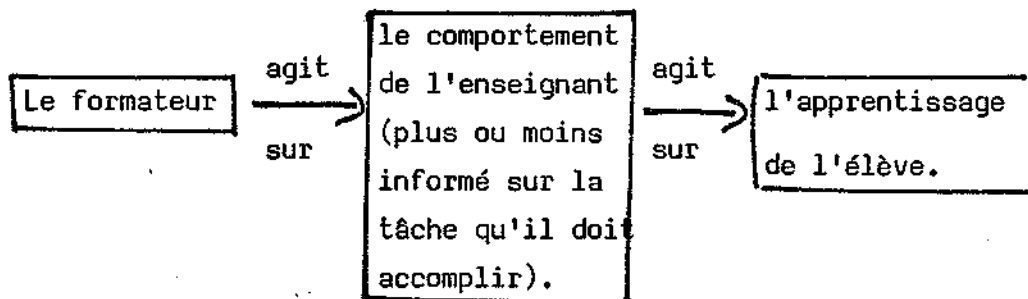 Le formateur
agit
sur
le comportement
de l'enseignant
(plus ou moins
informé sur la
tâche qu'il doit
accomplir).
agit
sur
l'apprentissage
de l'élève.